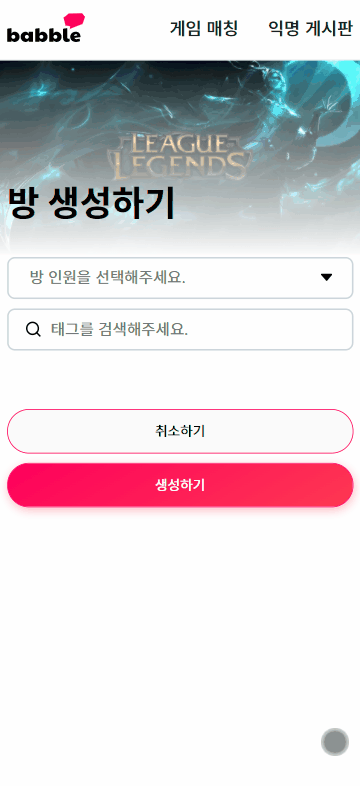 babble
게임 매칭
익명 게시판
LEAGUE
LEGENDS
방 생성하기
방 인원을 선택해주세요.
태그를 검색해주세요.
취소하기
생성하기